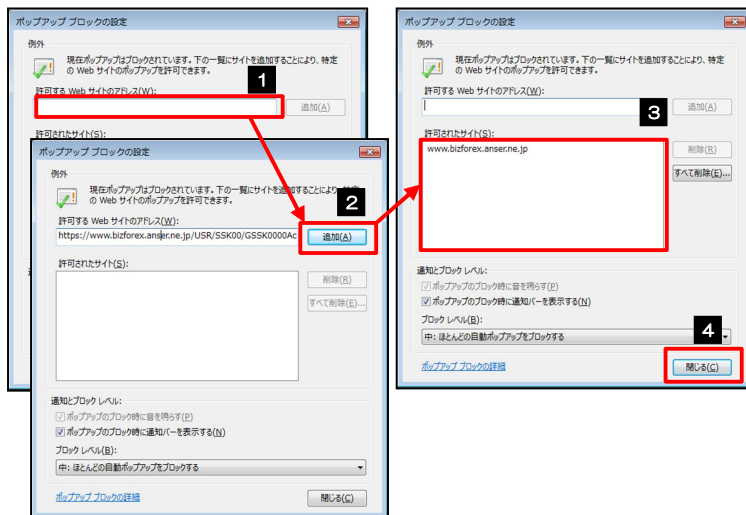 ポップアップ ブロックの設定
例外
現在ポップアップはブロックされています。下の一覧にサイトを追加することにより、特定
の Web サイトのポップアップを許可できます。
1
許可する Web サイトのアドレス(W):
追加(A)
許可されたサイト(S):
ポップアップ ブロックの設定
例外
現在ポップアップはブロックされています。下の一覧にサイトを追加することにより、特定
の Web サイトのポップアップを許可できます。
2
許可する Web サイトのアドレス(W):
https://www.bizforex.anser.ne.jp/USR/SSK00/GSSK0000Ac
追加(A)
許可されたサイト(S):
削除(R)
すべて削除(E)...
通知とブロック レベル:
ポップアップのブロック時に音を鳴らす(P)
ポップアップのブロック時に通知バーを表示する(N)
ブロック レベル(B):
中: ほとんどの自動ポップアップをブロックする
ポップアップ ブロックの詳細
閉じる(C)
ポップアップ ブロックの設定
例外
現在ポップアップはブロックされています。下の一覧にサイトを追加することにより、特定
の Web サイトのポップアップを許可できます。
許可する Web サイトのアドレス(W):
3
追加(A)
許可されたサイト(S):
www.bizforex.anser.ne.jp
削除(R)
すべて削除(E)...
通知とブロック レベル:
ポップアップのブロック時に音を鳴らす(P)
ポップアップのブロック時に通知バーを表示する(N)
ブロック レベル(B):
4
中: ほとんどの自動ポップアップをブロックする
ポップアップ ブロックの詳細
閉じる(C)